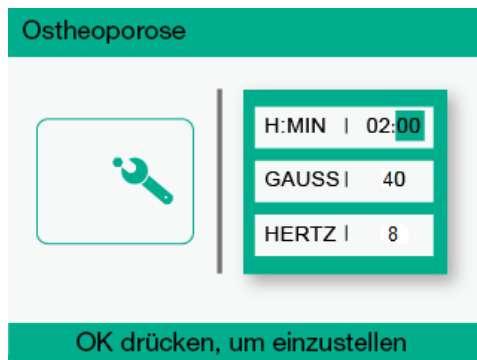 Ostheoporose
H:MIN | 02:00
GAUSS | 40
HERTZ | 8
OK drücken, um einzustellen